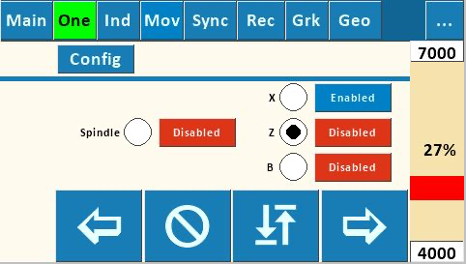 Main One Ind Mov Sync Rec Grk Geo ...
Config
7000
X Enabled
Spindle Disabled
Z Disabled
B Disabled
27%
4000